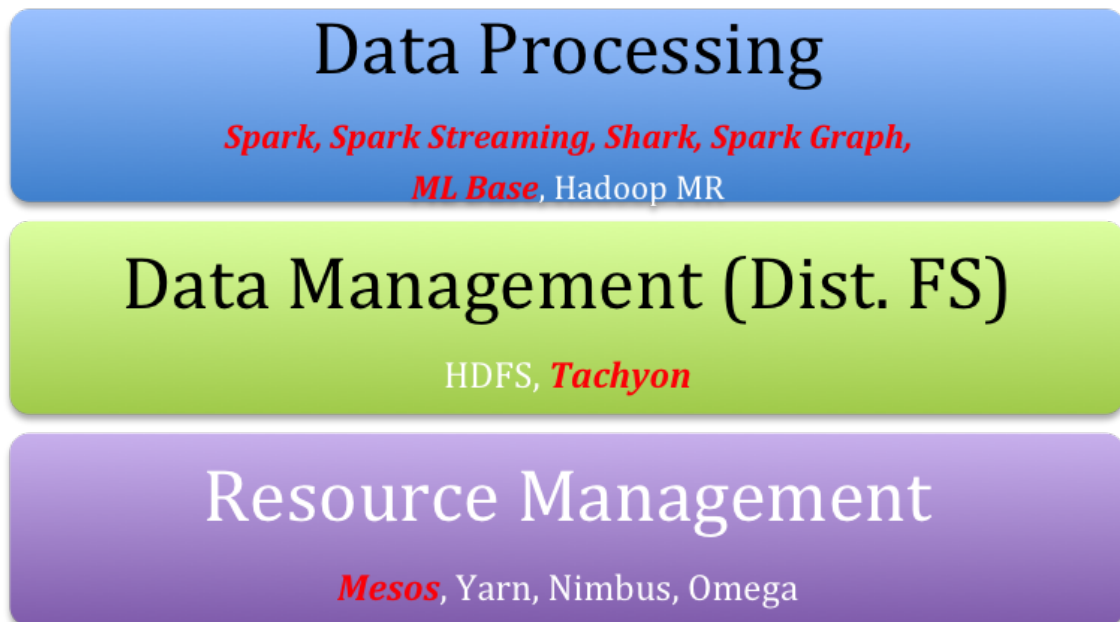 Data Processing
Spark, Spark Streaming, Shark, Spark Graph,
ML Base, Hadoop MR
Data Management (Dist. FS)
HDFS, Tachyon
Resource Management
Mesos, Yarn, Nimbus, Omega